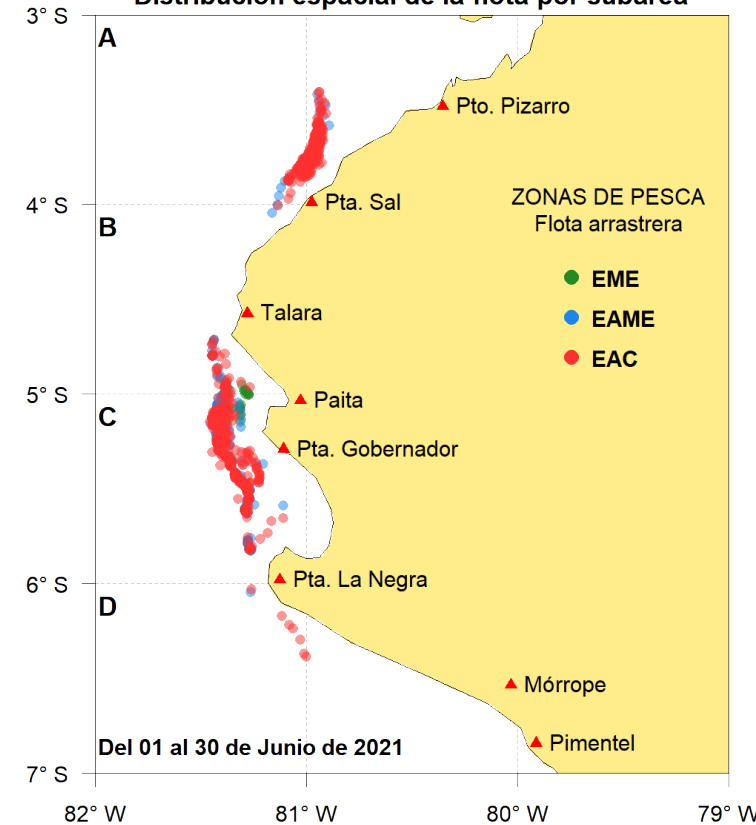 Distribución espacial de la flota por subárea
3° S
A
Pto. Pizarro
ZONAS DE PESCA
Flota arrastrera
4° S
Pta. Sal
B
EME
Talara
EAME
EAC
5° S
Paita
C
Pta. Gobernador
6° S
Pta. La Negra
D
Mórrope
Del 01 al 30 de Junio de 2021
Pimentel
7° S
82° W
81° W
80° W
79° W